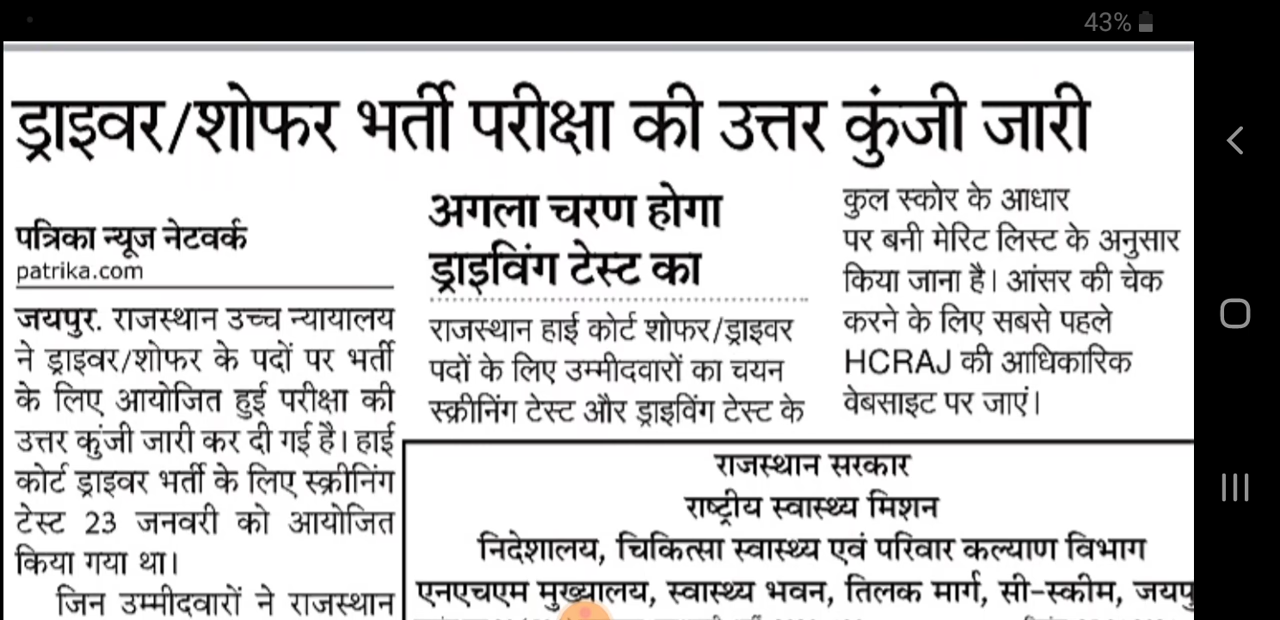 43%
ड्राइवर/शोफर भर्ती परीक्षा की उत्तर कुंजी जारी
पत्रिका न्यूज नेटवर्क
patrika.com
जयपुर. राजस्थान उच्च न्यायालय
ने ड्राइवर/शोफर के पदों पर भर्ती
के लिए आयोजित हुई परीक्षा की
उत्तर कुंजी जारी कर दी गई है। हाई
कोर्ट ड्राइवर भर्ती के लिए स्क्रीनिंग
टेस्ट 23 जनवरी को आयोजित
किया गया था।
जिन उम्मीदवारों ने राजस्थान
अगला चरण होगा
ड्राइविंग टेस्ट का
राजस्थान हाई कोर्ट शोफर/ड्राइवर
पदों के लिए उम्मीदवारों का चयन
स्क्रीनिंग टेस्ट और ड्राइविंग टेस्ट के
कुल स्कोर के आधार
पर बनी मेरिट लिस्ट के अनुसार
किया जाना है। आंसर की चेक
करने के लिए सबसे पहले
HCRAJ की आधिकारिक
वेबसाइट पर जाएं।
राजस्थान सरकार
राष्ट्रीय स्वास्थ्य मिशन
निदेशालय, चिकित्सा स्वास्थ्य एवं परिवार कल्याण विभाग
एनएचएम मुख्यालय, स्वास्थ्य भवन, तिलक मार्ग, सी-स्कीम, जयपु